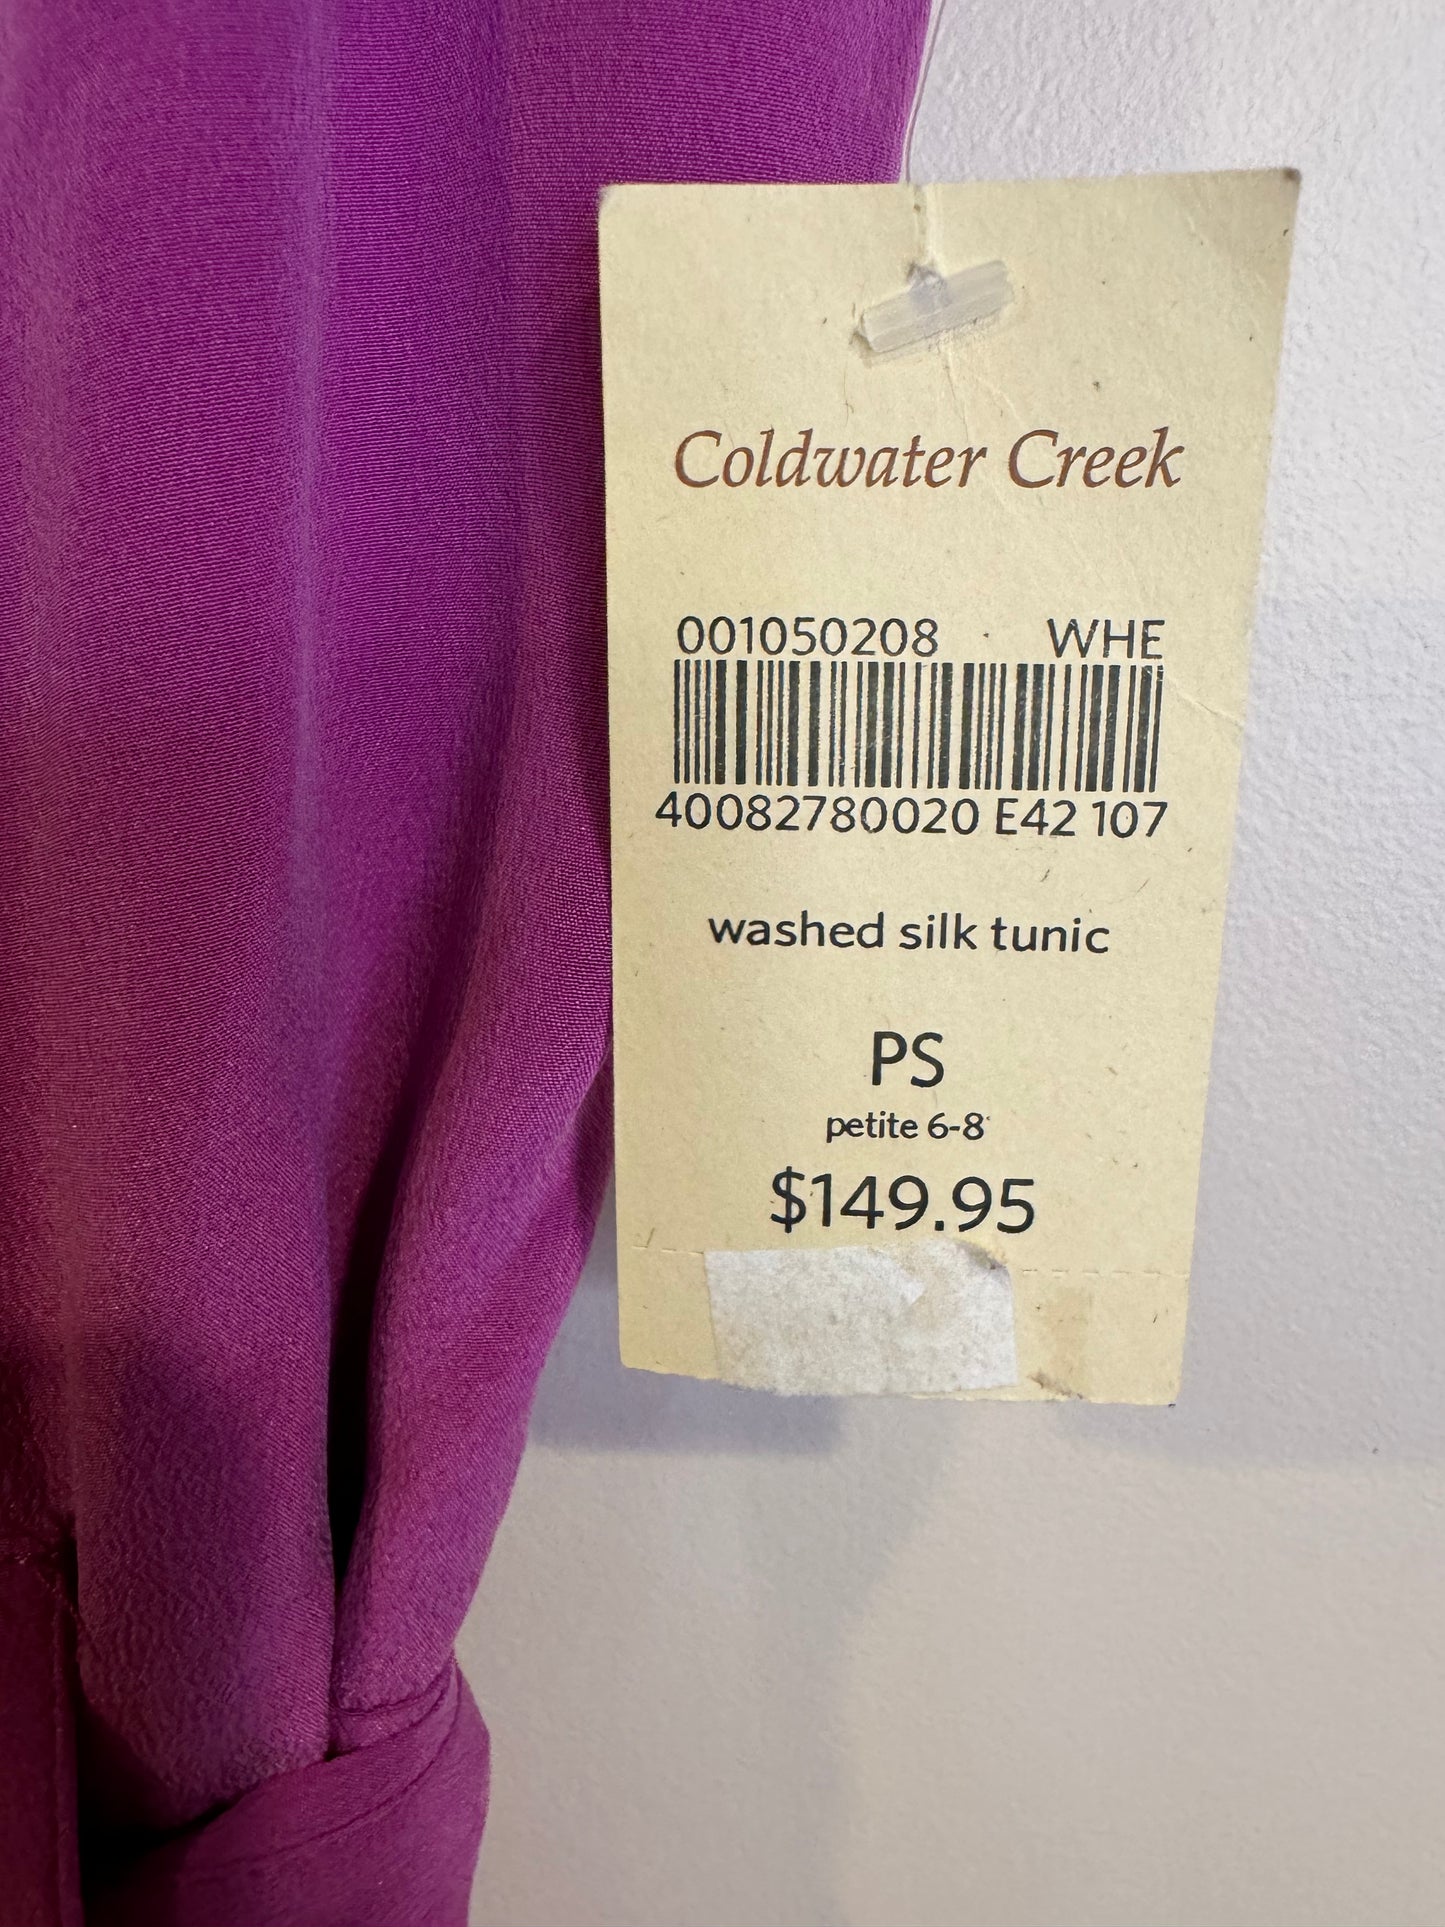 Coldwater Creek
001050208 WHE
40082780020 E42 107
washed silk tunic
PS
petite 6-8
$149.95